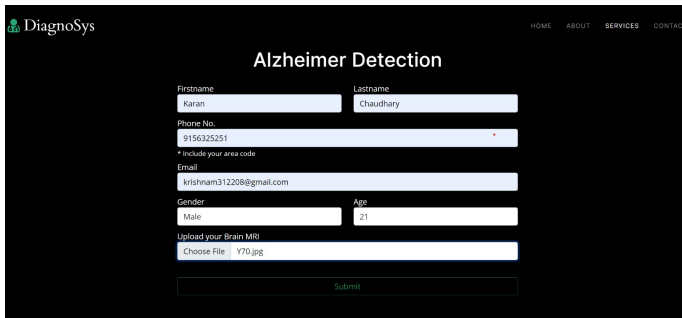 DiagnoSys
HOME ABOUT SERVICES CONTAC
Alzheimer Detection
Firstname Lastname
Karan Chaudhary
Phone No.
9156325251
* Include your area code
Email
krishnam312208@gmail.com
Gender Age
Male 21
Upload your Brain MRI
Choose File Y70.jpg
Submit